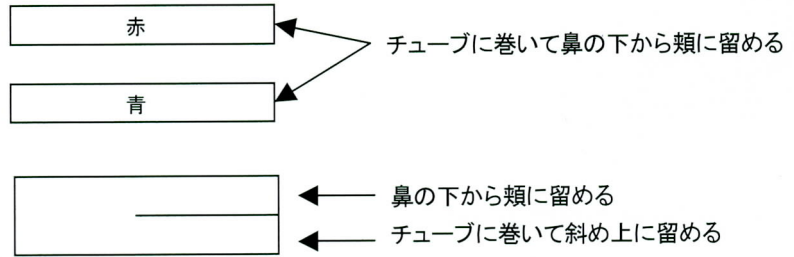 赤
チューブに巻いて鼻の下から頬に留める
青
鼻の下から頬に留める
チューブに巻いて斜め上に留める